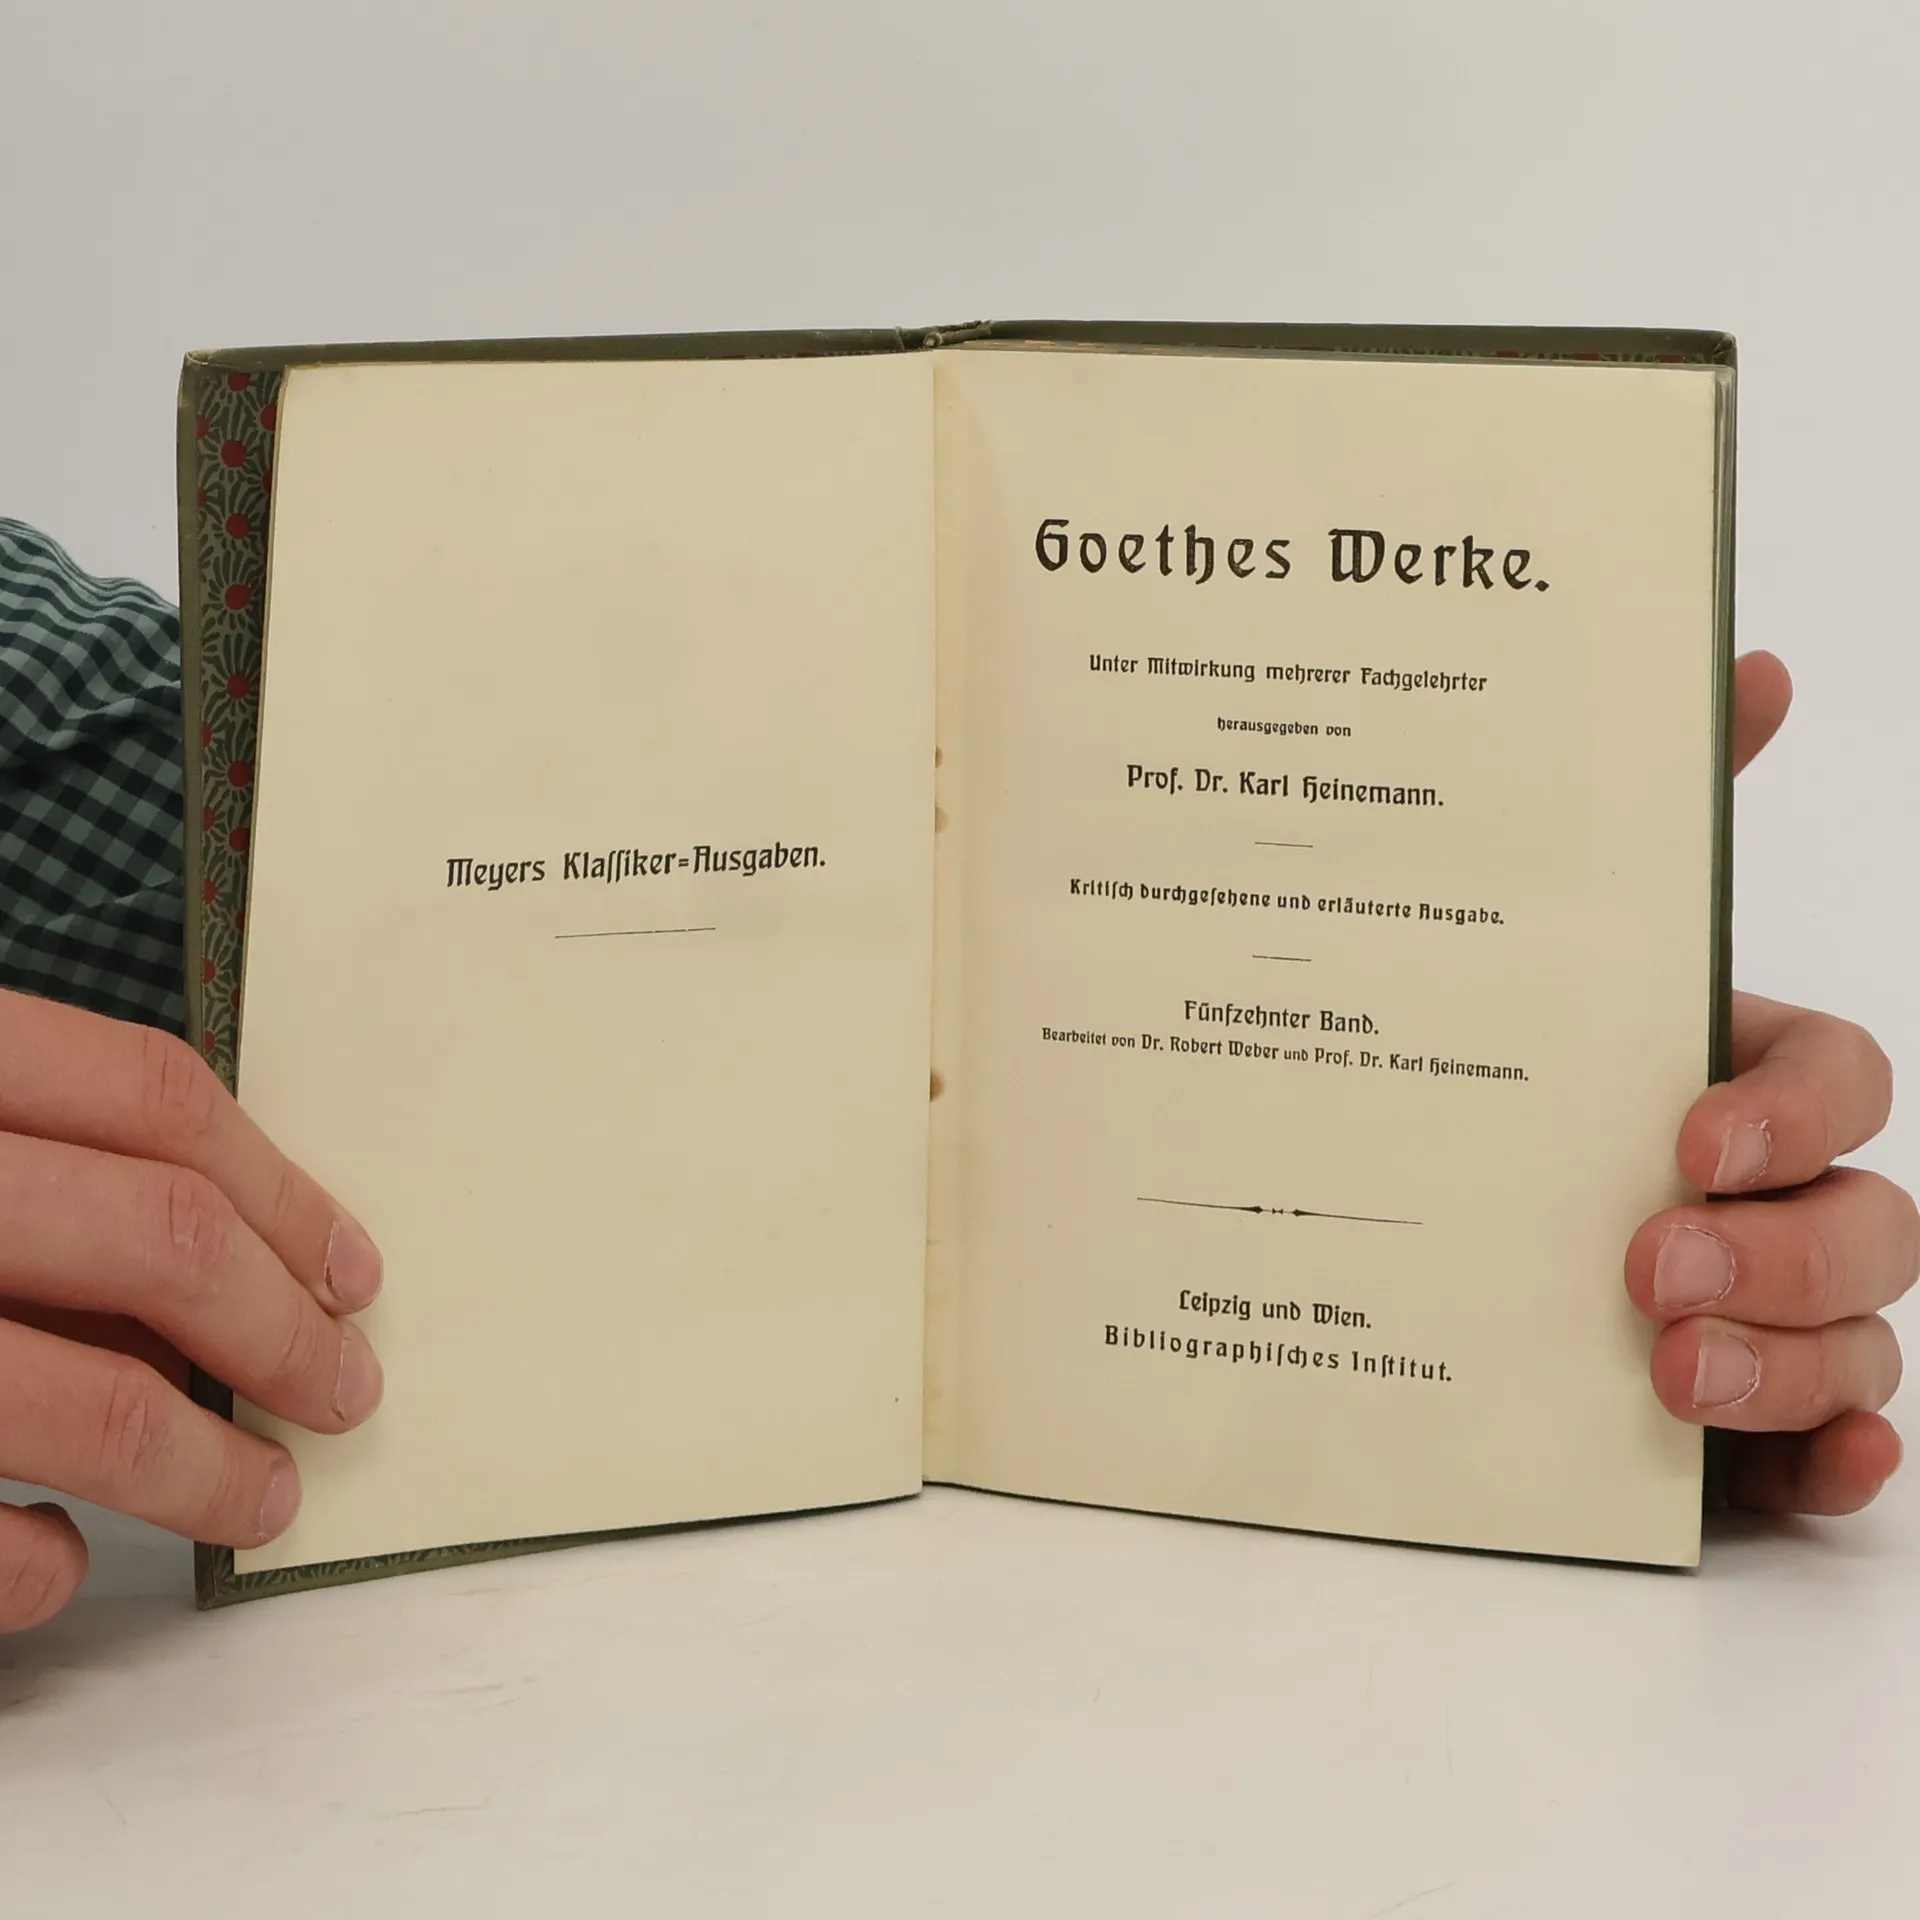 Meyers Klaſſiker=Ausgaben.
Goethes Werke.
Unter Mitwirkung mehrerer Fachgelehrter
herausgegeben von
Prof. Dr. Karl Heinemann.
Kritiſch durchgeſehene und erläuterte Ausgabe.
Fünfzehnter Band.
Bearbeitet von Dr. Robert Weber und Prof. Dr. Karl Heinemann.
Leipzig und Wien.
Bibliographiſches Inſtitut.